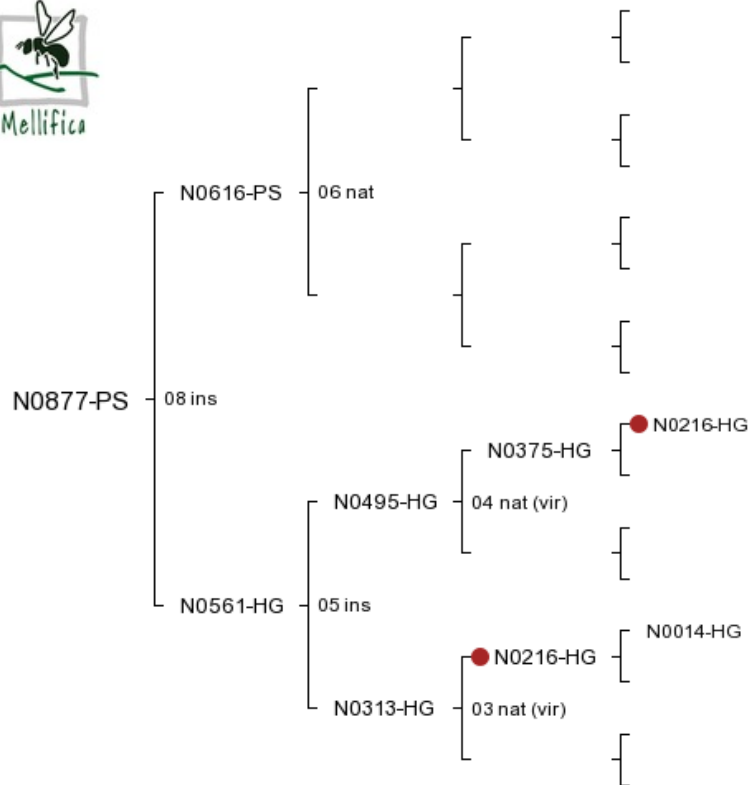 Mellifica
N0616-PS
06 nat
N0877-PS
08 ins
N0216-HG
N0375-HG
N0495-HG
04 nat (vir)
N0561-HG
05 ins
N0014-HG
N0216-HG
N0313-HG
03 nat (vir)